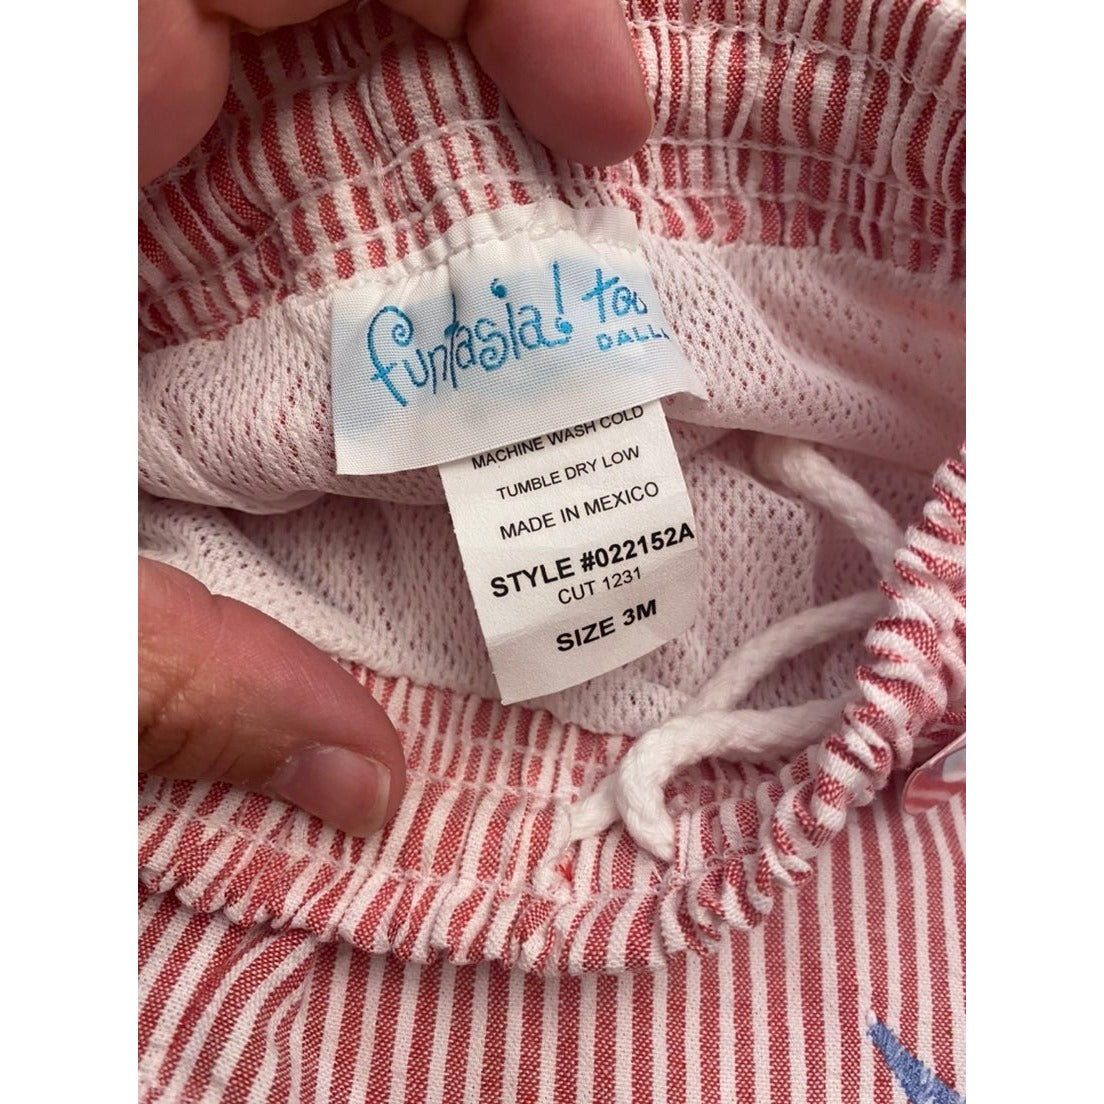 funtasia! too
DALL
MACHINE WASH COLD
TUMBLE DRY LOW
MADE IN MEXICO
STYLE #022152A
CUT 1231
SIZE 3M